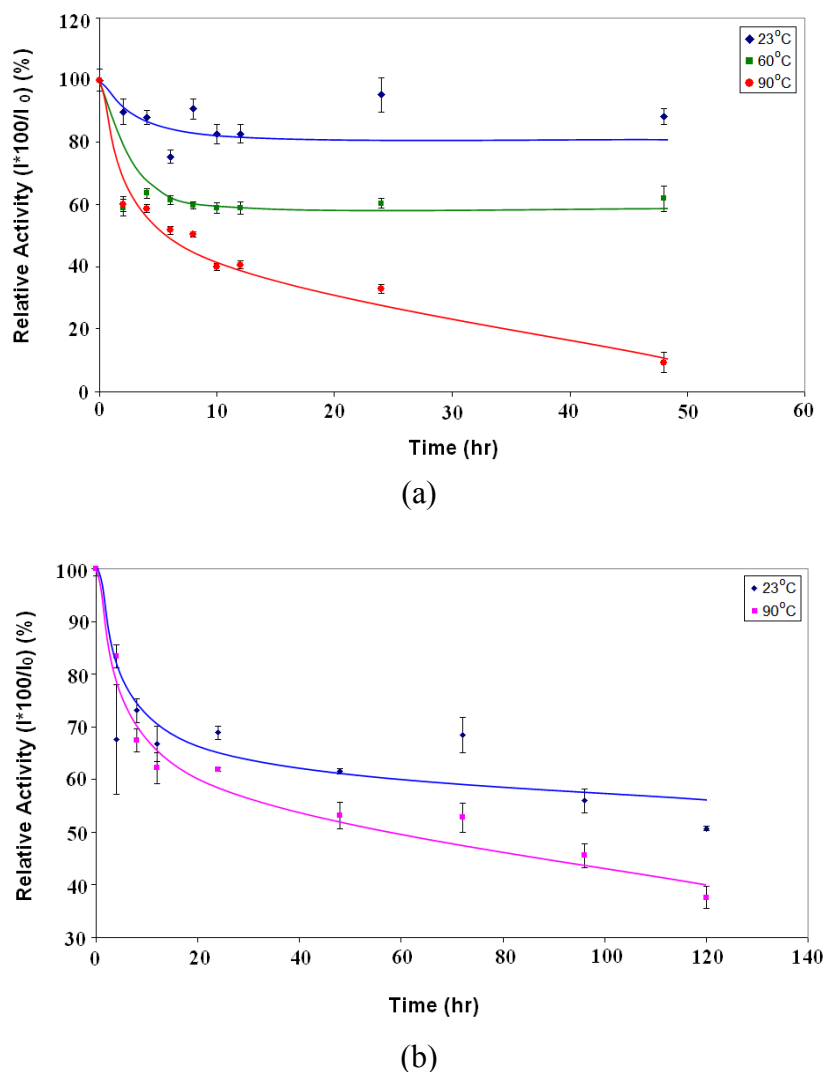 120
100
80
60
40
20
0
0 10 20 30 40 50 60
Relative Activity (I*100/I 0) (%)
Time (hr)
23°C
60°C
90°C
(a)
100
90
80
70
60
50
40
30
0 20 40 60 80 100 120 140
Relative Activity (I*100/I0) (%)
Time (hr)
23°C
90°C
(b)